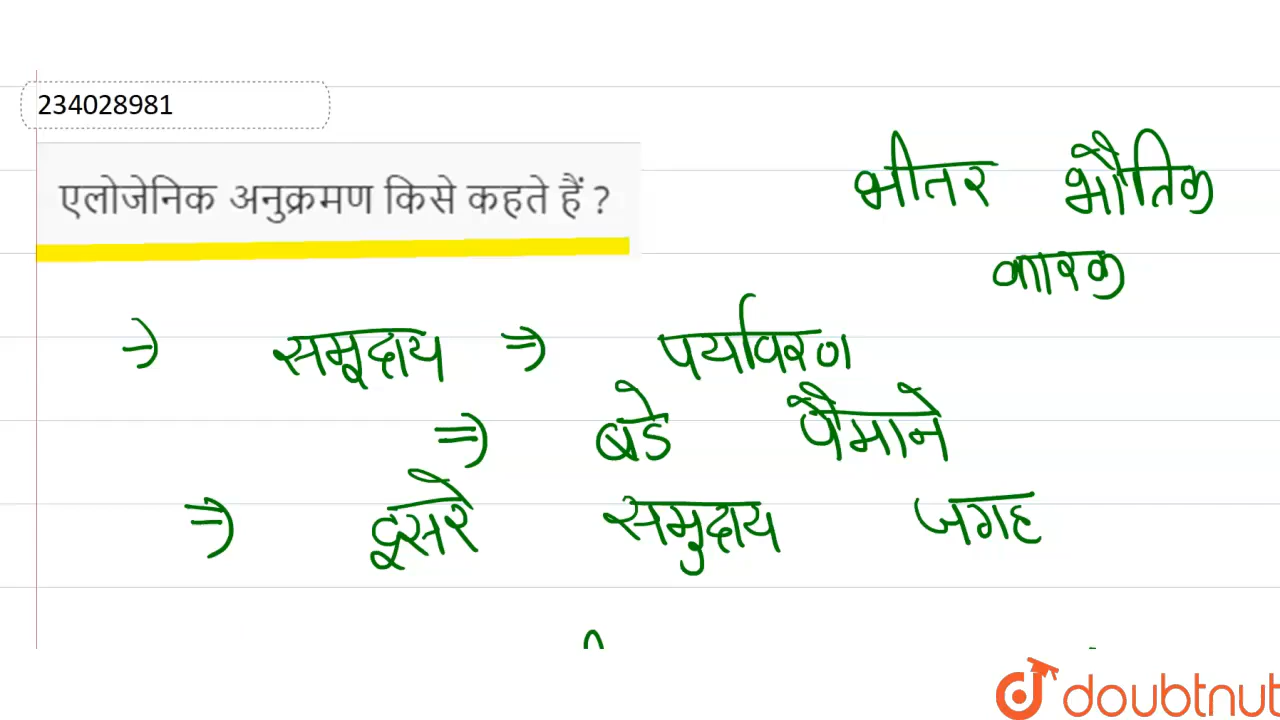 234028981
एलोजेनिक अनुक्रमण किसे कहते हैं ?
भीतर भौतिक
कारक
→ समूदाय ⇒ पर्यावरण
⇒ बडे पैमाने
⇒ दूसरे समुदाय जगह
doubtnut